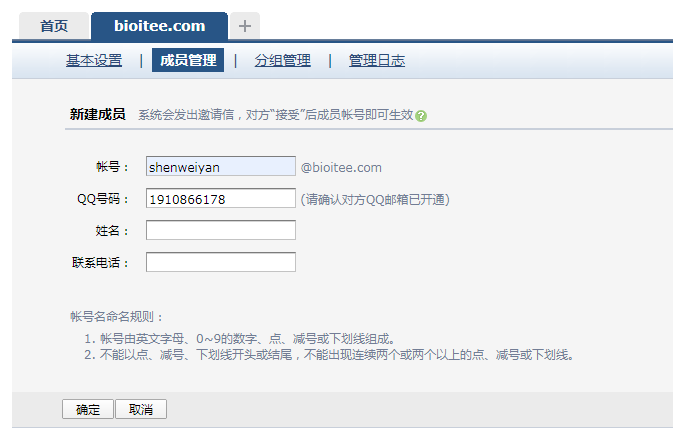 首页 bioitee.com +
基本设置 | 成员管理 | 分组管理 | 管理日志
新建成员 系统会发出邀请信，对方“接受”后成员帐号即可生效 ?
帐号： shenweiyan @bioitee.com
QQ号码： 1910866178 (请确认对方QQ邮箱已开通)
姓名：
联系电话：
帐号名命名规则：
1. 帐号由英文字母、0~9的数字、点、减号或下划线组成。
2. 不能以点、减号、下划线开头或结尾，不能出现连续两个或两个以上的点、减号或下划线。
确定 取消